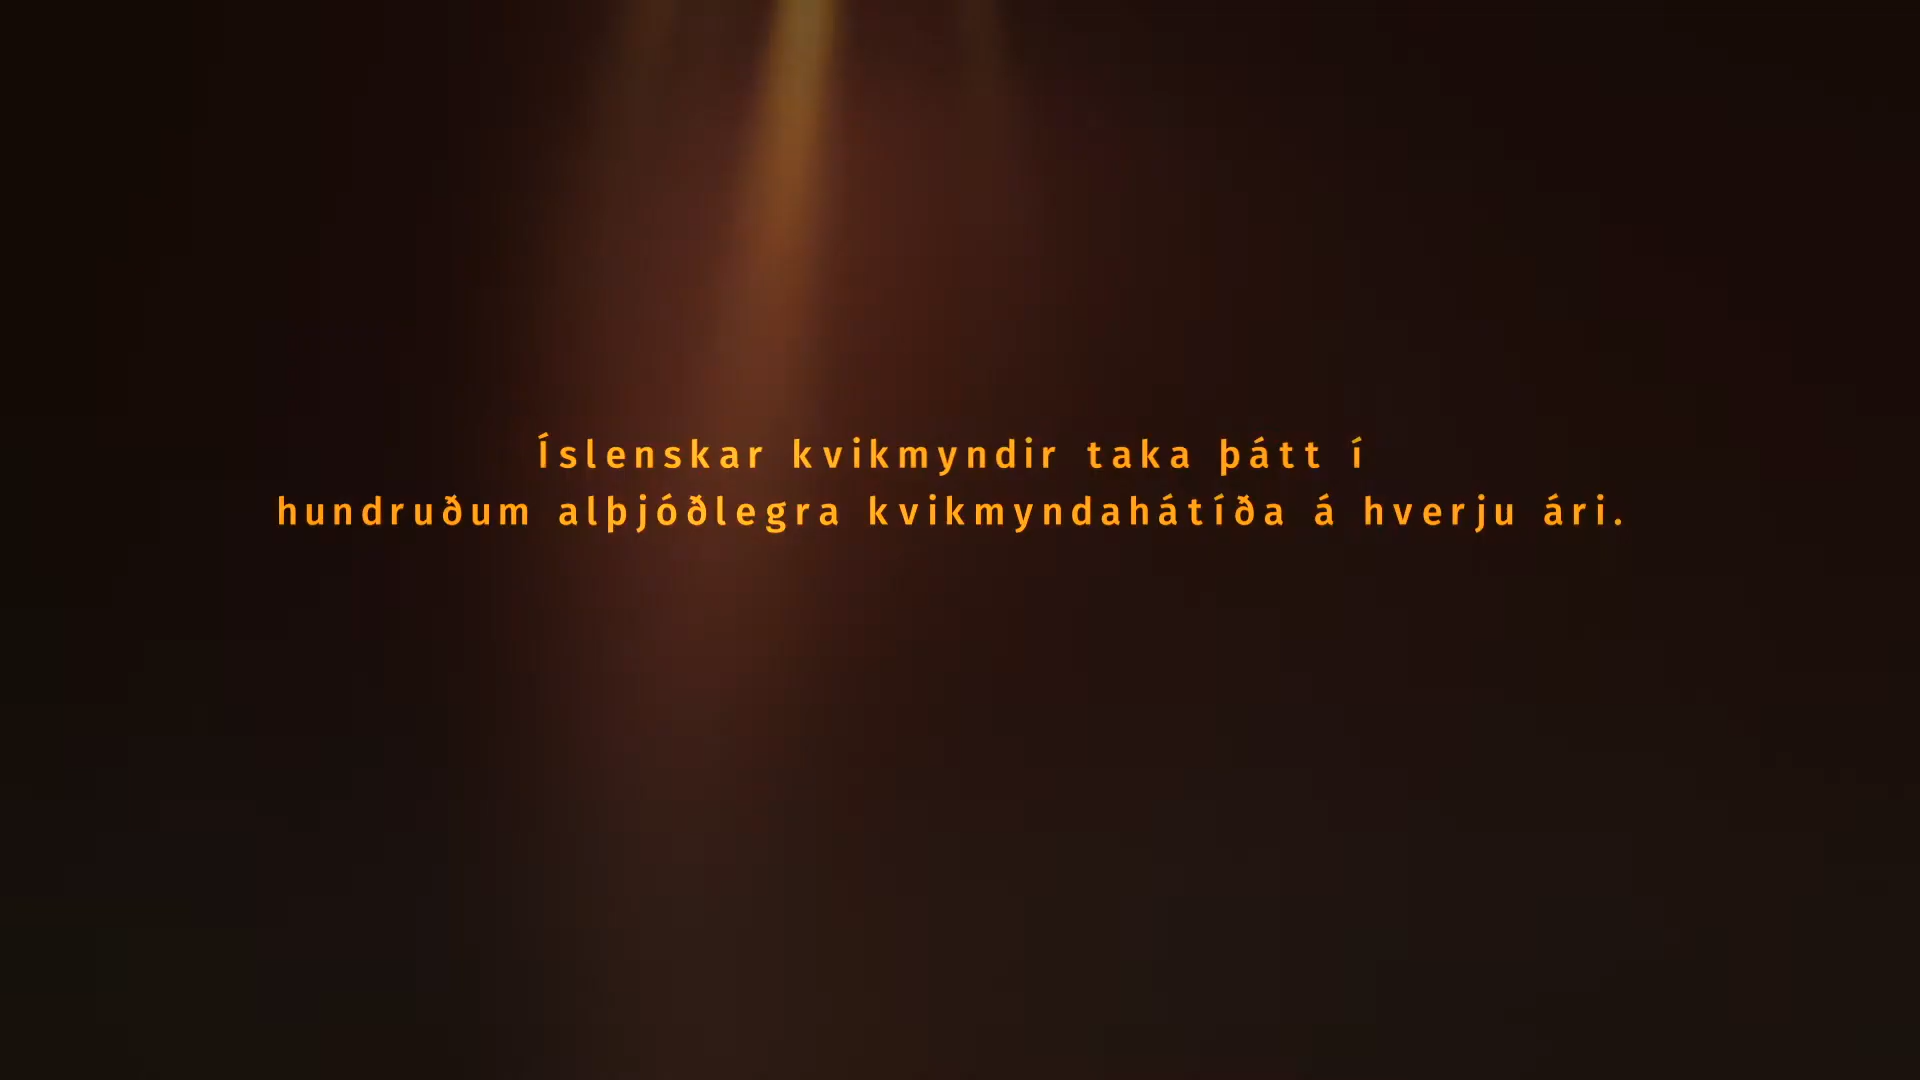 Íslenskar kvikmyndir taka þátt í
hundruðum alþjóðlegra kvikmyndahátíða á hverju ári.